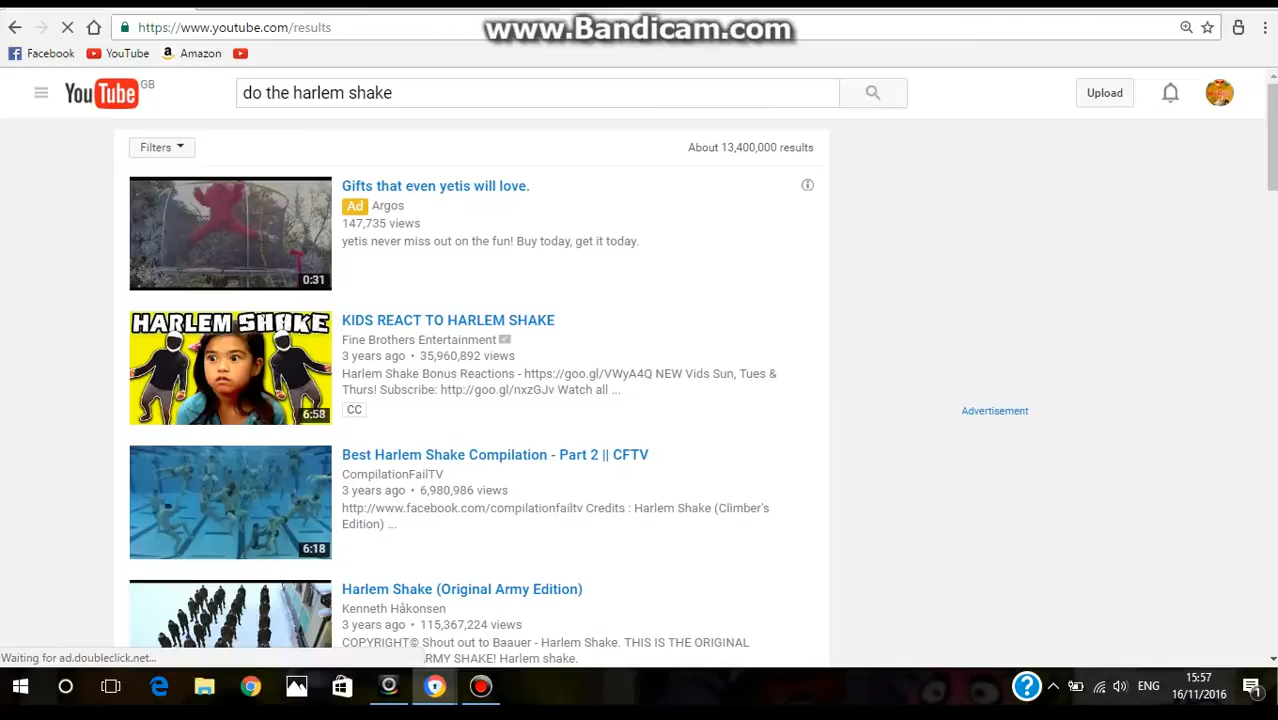 www.Bandicam.com
https://www.youtube.com/results
Facebook YouTube Amazon
YouTube GB
do the harlem shake
Upload
Filters
About 13,400,000 results
Gifts that even yetis will love.
Ad Argos
147,735 views
yetis never miss out on the fun! Buy today, get it today.
0:31
HARLEM SHAKE
KIDS REACT TO HARLEM SHAKE
Fine Brothers Entertainment
3 years ago • 35,960,892 views
Harlem Shake Bonus Reactions - https://goo.gl/VWyA4Q NEW Vids Sun, Tues &
Thurs! Subscribe: http://goo.gl/nxzGJv Watch all ...
CC
6:58
Advertisement
Best Harlem Shake Compilation - Part 2 || CFTV
CompilationFailTV
3 years ago • 6,980,986 views
http://www.facebook.com/compilationfailtv Credits : Harlem Shake (Climber's
Edition) ...
6:18
Harlem Shake (Original Army Edition)
Kenneth Håkonsen
3 years ago • 115,367,224 views
COPYRIGHT© Shout out to Baauer - Harlem Shake. THIS IS THE ORIGINAL
ARMY SHAKE! Harlem shake.
Waiting for ad.doubleclick.net...
ENG
15:57
16/11/2016
1